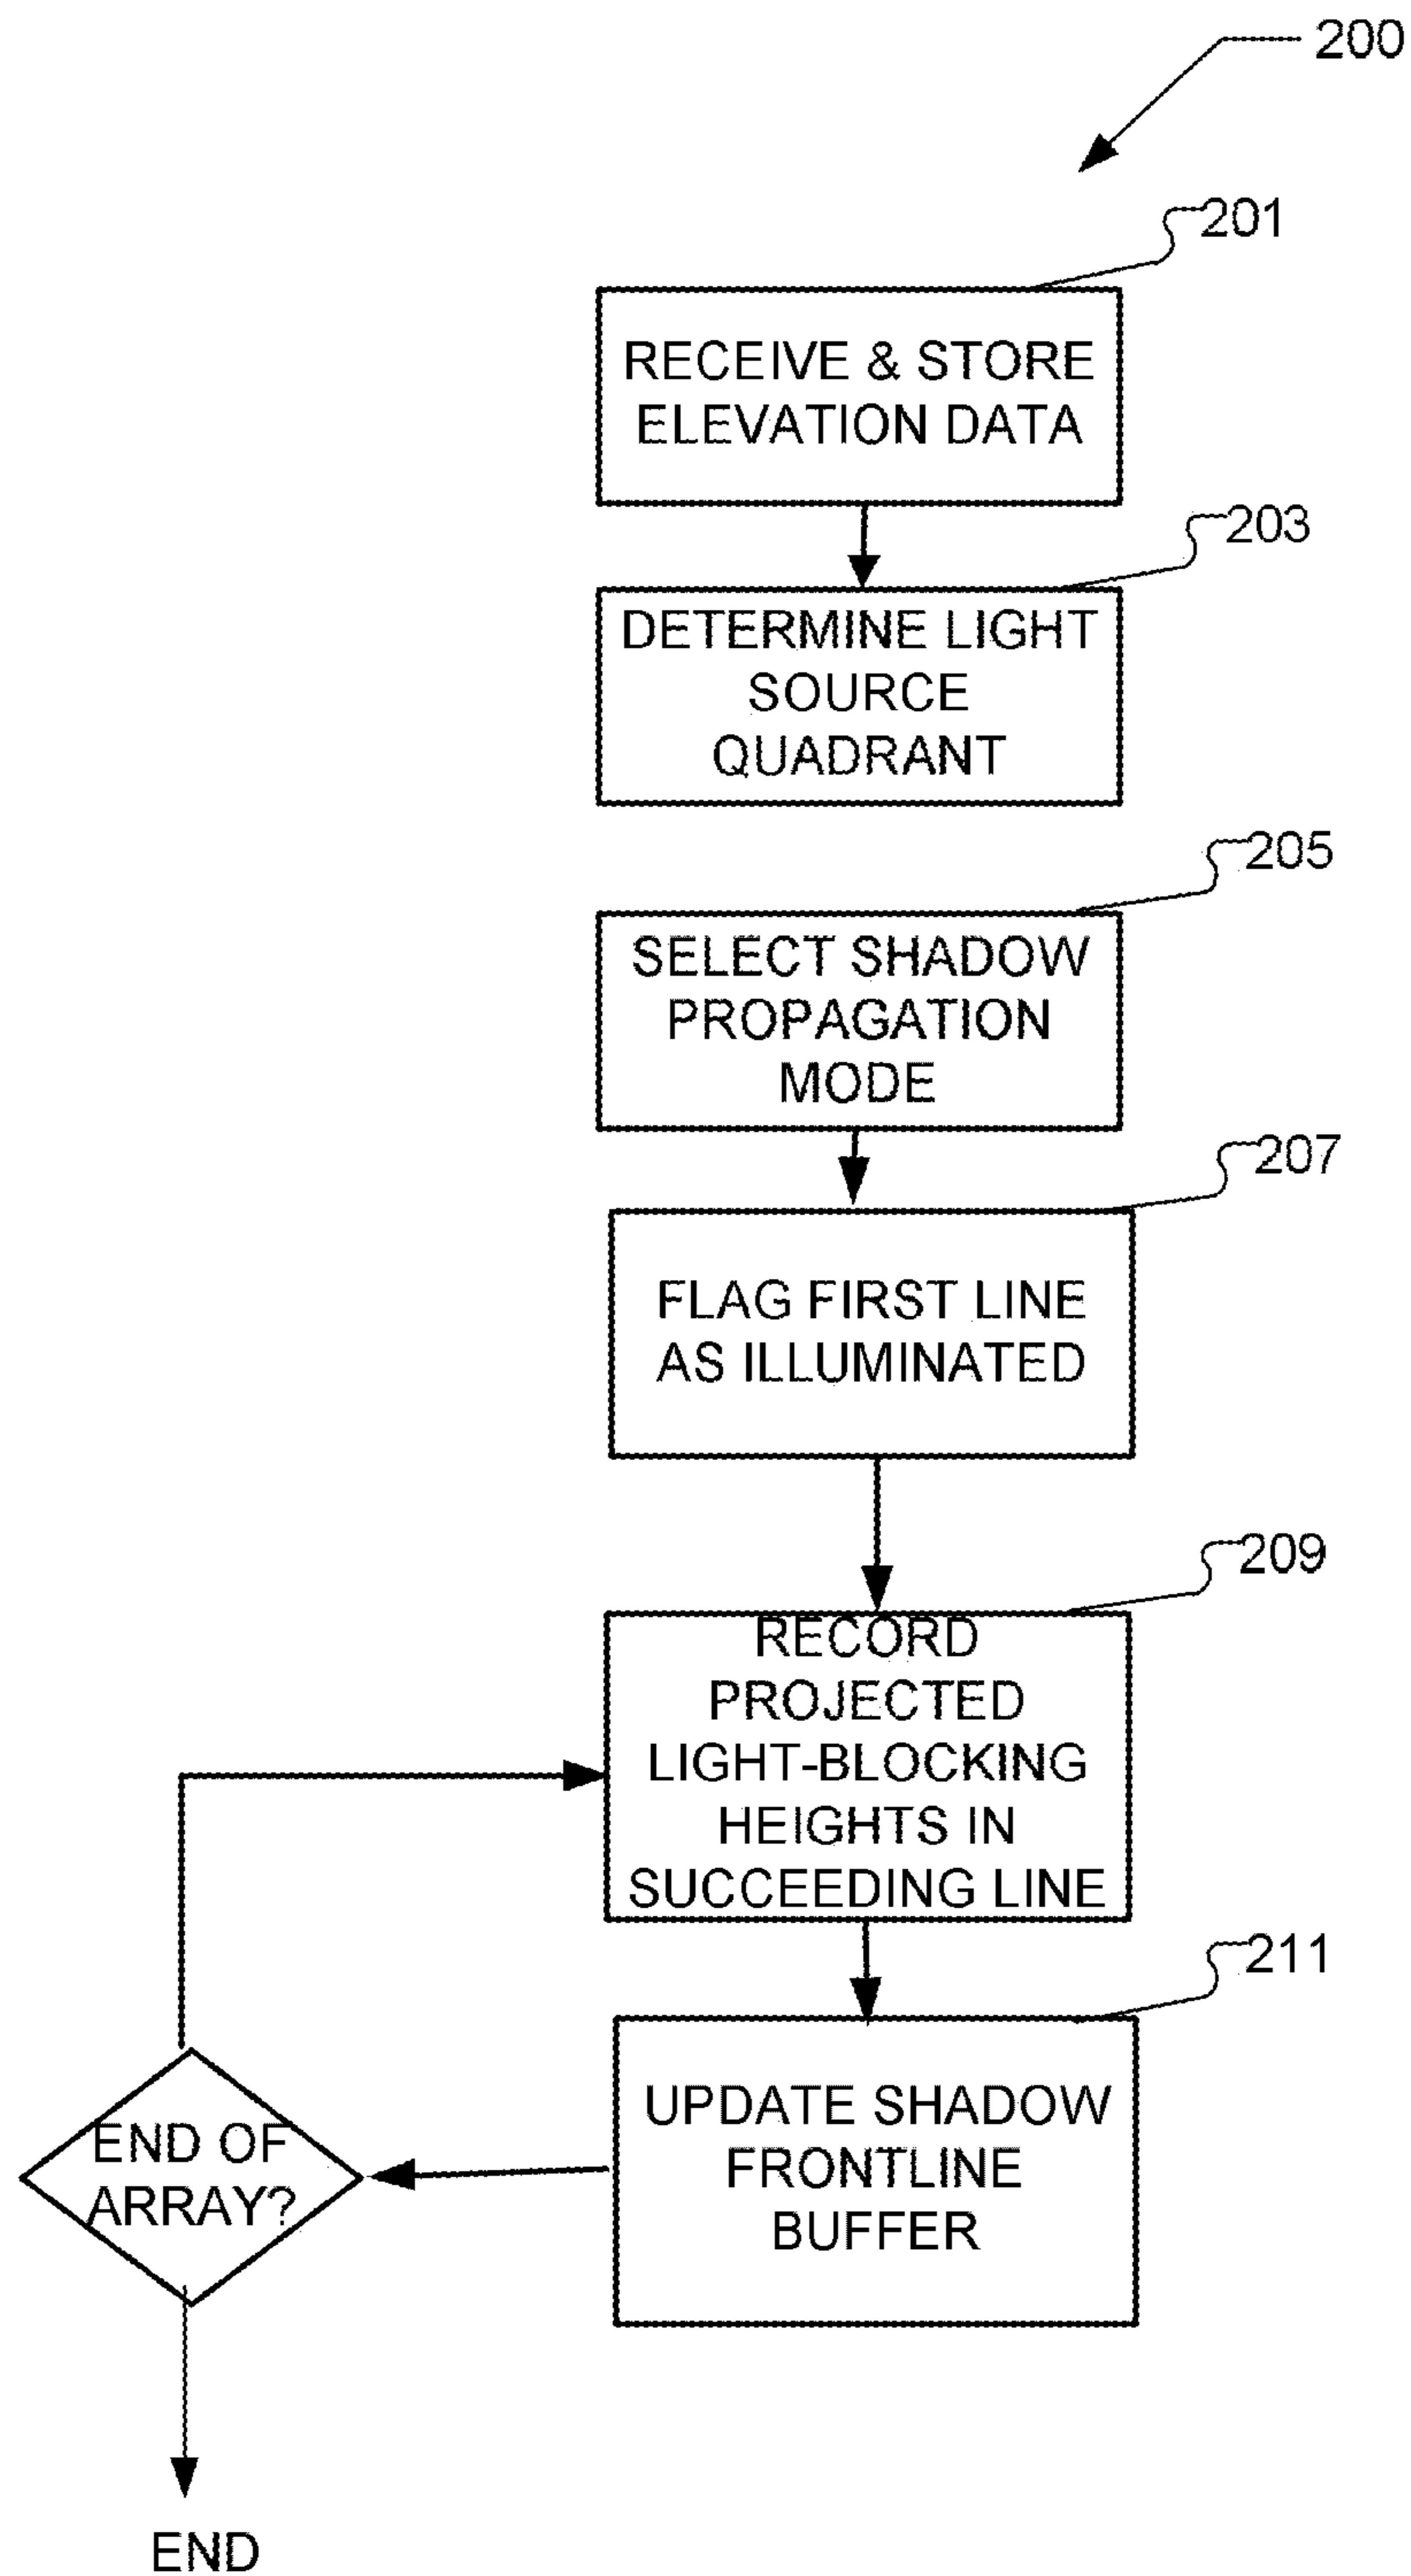 200
201
RECEIVE & STORE
ELEVATION DATA
203
DETERMINE LIGHT
SOURCE
QUADRANT
205
SELECT SHADOW
PROPAGATION
MODE
207
FLAG FIRST LINE
AS ILLUMINATED
209
RECORD
PROJECTED
LIGHT-BLOCKING
HEIGHTS IN
SUCCEEDING LINE
211
UPDATE SHADOW
FRONTLINE
BUFFER
END OF
ARRAY?
END